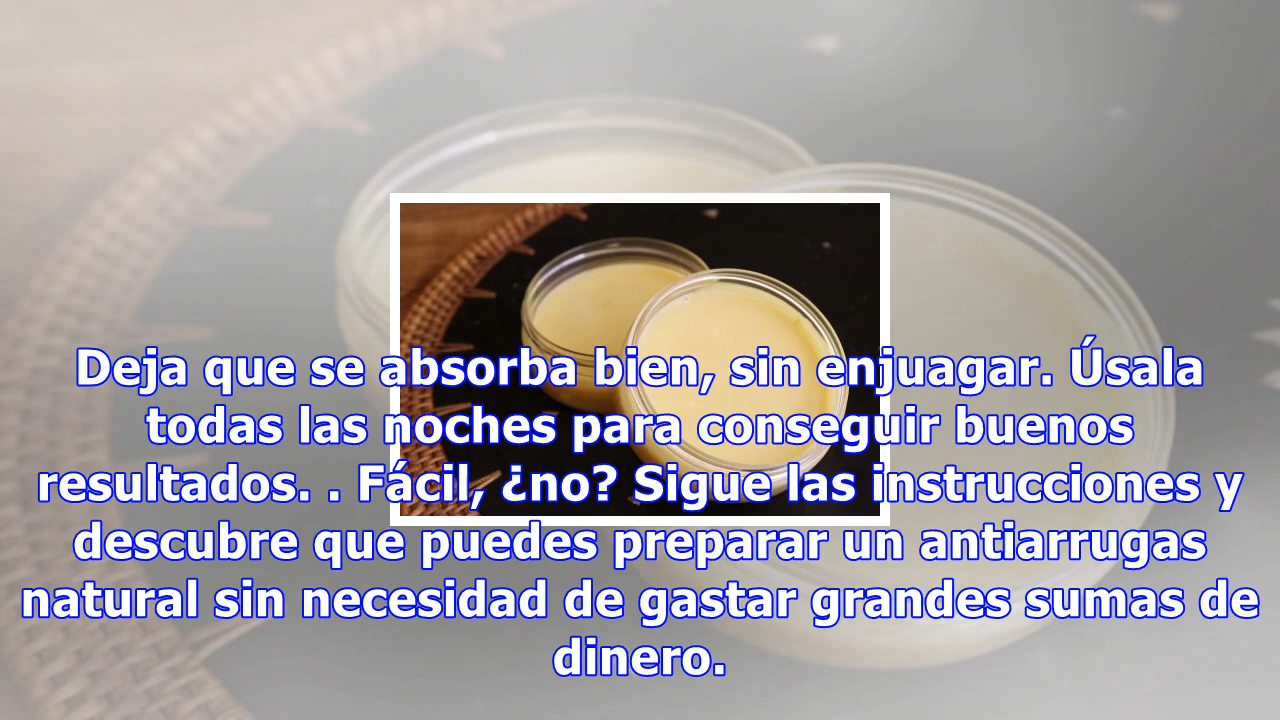 Deja que se absorba bien, sin enjuagar. Úsala
todas las noches para conseguir buenos
resultados. . Fácil, ¿no? Sigue las instrucciones y
descubre que puedes preparar un antiarrugas
natural sin necesidad de gastar grandes sumas de
dinero.